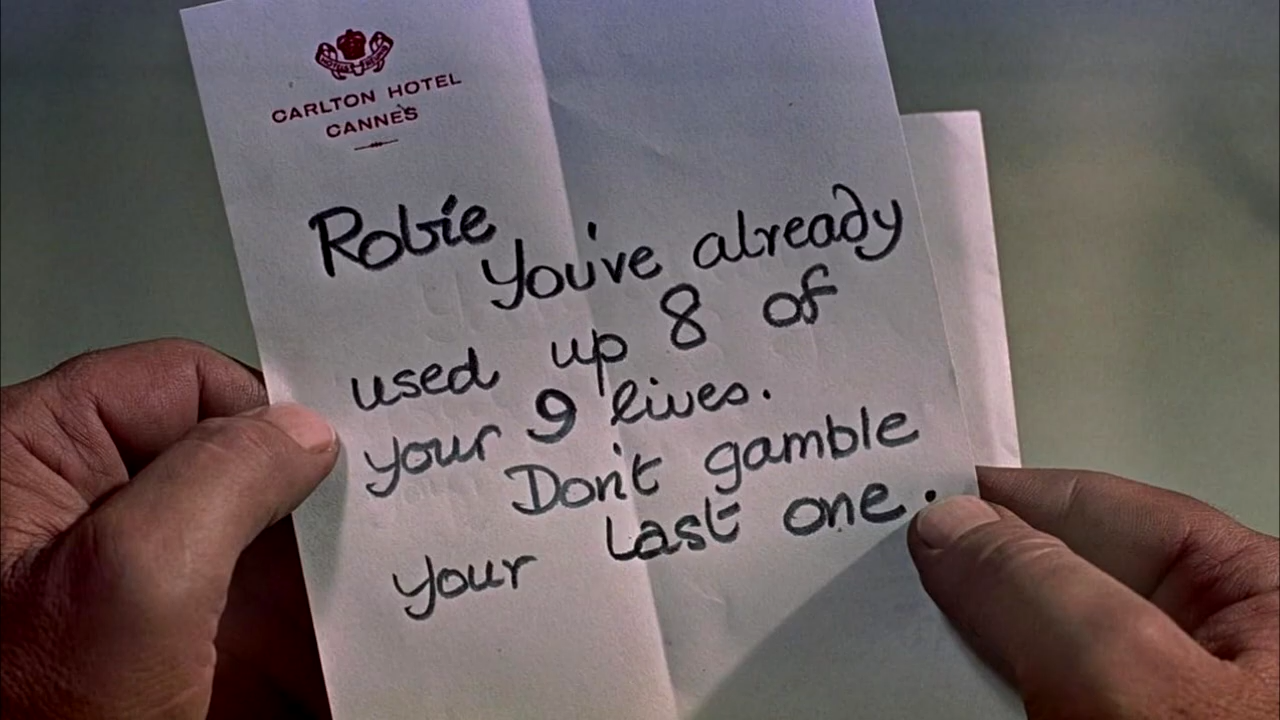 CARLTON HOTEL
CANNES
Robie
You've already
used up 8 of
your 9 lives.
Don't gamble
your last one.